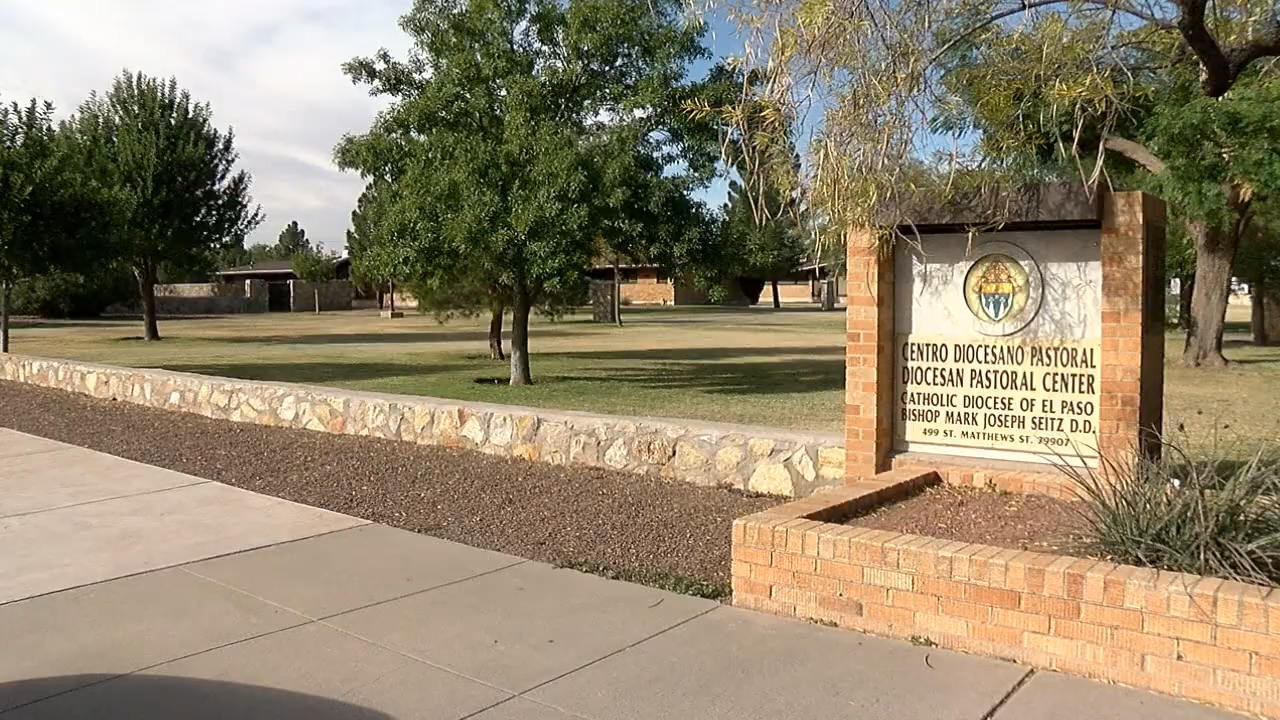 CENTRO DIOCESANO PASTORAL
DIOCESAN PASTORAL CENTER
CATHOLIC DIOCESE OF EL PASO
BISHOP MARK JOSEPH SEITZ D.D.
499 ST. MATTHEWS ST. 79907